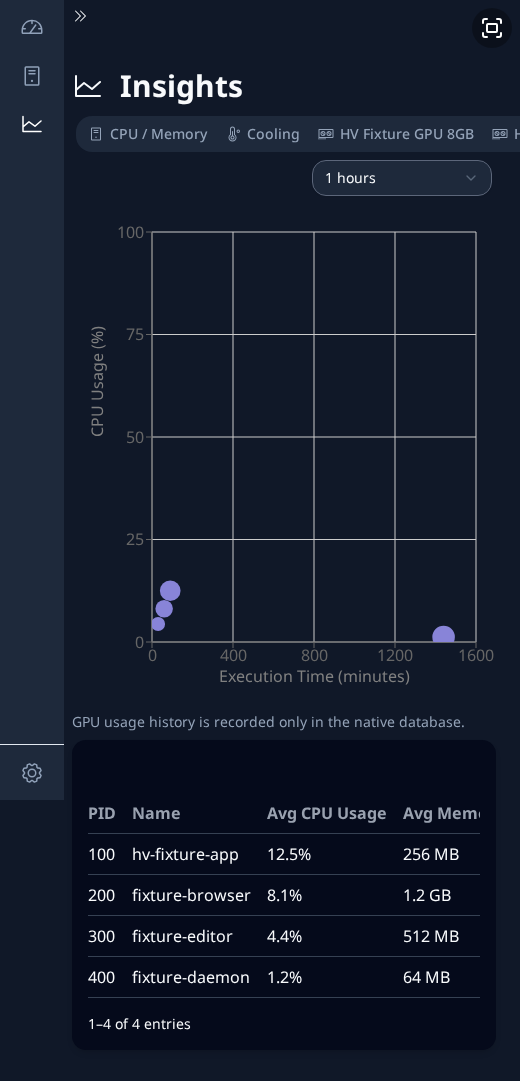 Insights
CPU / Memory Cooling HV Fixture GPU 8GB H
1 hours
100
75
50
25
0
CPU Usage (%)
0 400 800 1200 1600
Execution Time (minutes)
GPU usage history is recorded only in the native database.
PID Name Avg CPU Usage Avg Mem
100 hv-fixture-app 12.5% 256 MB
200 fixture-browser 8.1% 1.2 GB
300 fixture-editor 4.4% 512 MB
400 fixture-daemon 1.2% 64 MB
1–4 of 4 entries